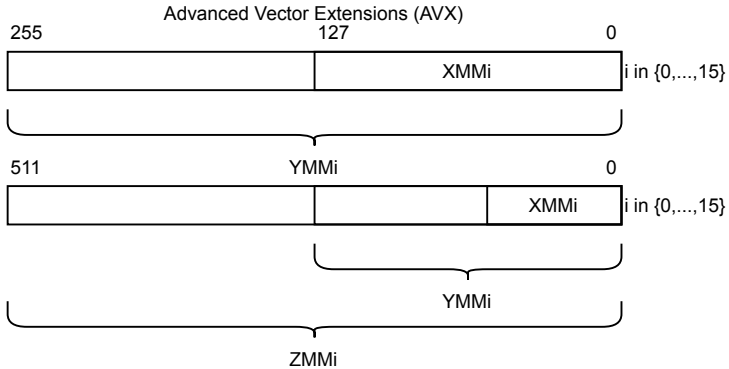 Advanced Vector Extensions (AVX)
255 127 0
XMMi i in {0,...,15}
YMMi
511 0
XMMi i in {0,...,15}
YMMi
ZMMi